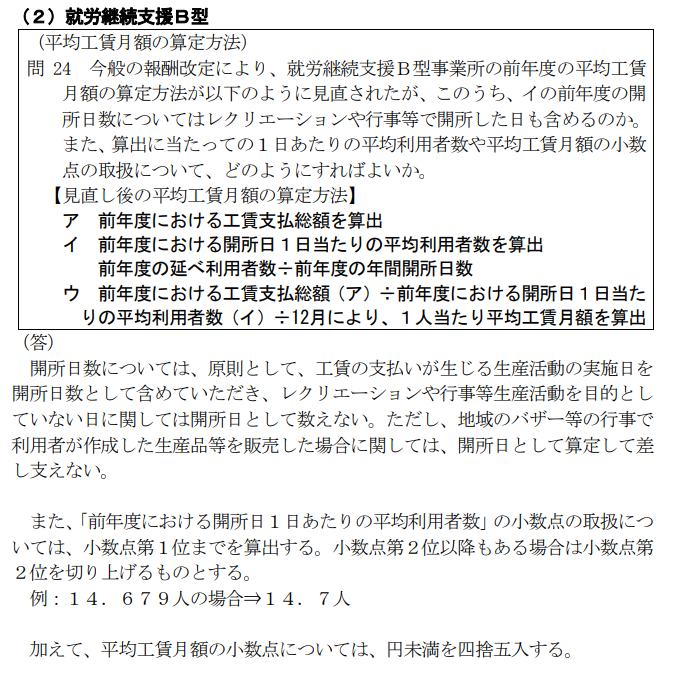 （２）就労継続支援Ｂ型
（平均工賃月額の算定方法）
問 24　今般の報酬改定により、就労継続支援Ｂ型事業所の前年度の平均工賃
月額の算定方法が以下のように見直されたが、このうち、イの前年度の開
所日数についてはレクリエーションや行事等で開所した日も含めるのか。
また、算出に当たっての１日あたりの平均利用者数や平均工賃月額の小数
点の取扱について、どのようにすればよいか。
【見直し後の平均工賃月額の算定方法】
ア　前年度における工賃支払総額を算出
イ　前年度における開所日１日当たりの平均利用者数を算出
前年度の延べ利用者数÷前年度の年間開所日数
ウ　前年度における工賃支払総額（ア）÷前年度における開所日１日当た
りの平均利用者数（イ）÷12月により、１人当たり平均工賃月額を算出
（答）
開所日数については、原則として、工賃の支払いが生じる生産活動の実施日を
開所日数として含めていただき、レクリエーションや行事等生産活動を目的とし
ていない日に関しては開所日として数えない。ただし、地域のバザー等の行事で
利用者が作成した生産品等を販売した場合に関しては、開所日として算定して差
し支えない。
また、「前年度における開所日１日あたりの平均利用者数」の小数点の取扱につ
いては、小数点第１位までを算出する。小数点第２位以降もある場合は小数点第
２位を切り上げるものとする。
例：１４．６７９人の場合⇒１４．７人
加えて、平均工賃月額の小数点については、円未満を四捨五入する。